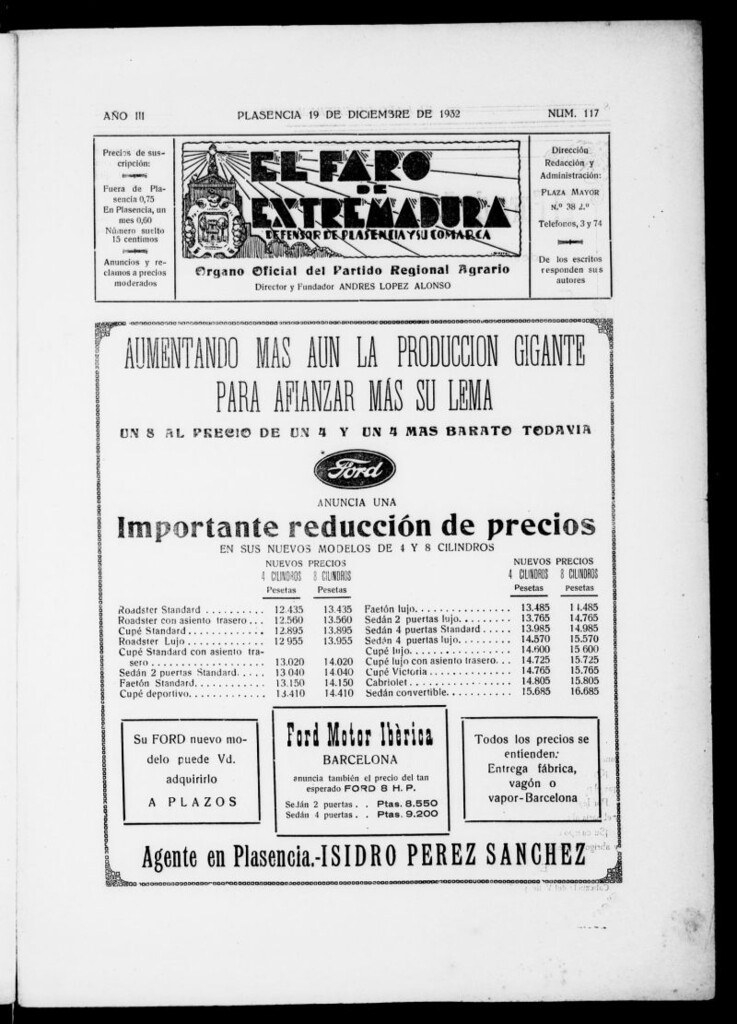 AÑO III
PLASENCIA 19 DE DICIEMBRE DE 1932
NUM. 117
Precios de sus-
cripción:
Fuera de Pla-
sencia 0,75
En Plasencia, un
mes 0,60
Número suelto
15 centimos
Anuncios y re-
clamos a precios
moderados
EL FARO
DE
EXTREMADURA
DEFENSOR DE PLASENCIA Y SU COMARCA
Organo Oficial del Partido Regional Agrario
Director y Fundador ANDRES LOPEZ ALONSO
Dirección
Redacción y
Administración:
PLAZA MAYOR
N.º 38 2.º
Telefonos, 3 y 74
De los escritos
responden sus
autores
AUMENTANDO MAS AUN LA PRODUCCION GIGANTE
PARA AFIANZAR MÁS SU LEMA
UN 8 AL PRECIO DE UN 4 Y UN 4 MAS BARATO TODAVIA
Ford
ANUNCIA UNA
Importante reducción de precios
EN SUS NUEVOS MODELOS DE 4 Y 8 CILINDROS
NUEVOS PRECIOS
4 CILINDROS 8 CILINDROS
Pesetas Pesetas
Roadster Standard . . . . . . . . . 12.435 13.435
Roadster con asiento trasero . . . 12.560 13.560
Cupé Standard . . . . . . . . . . . 12.895 13.895
Roadster Lujo . . . . . . . . . . . 12 955 13.955
Cupé Standard con asiento tra-
sero . . . . . . . . . . . . . . . 13.020 14.020
Sedán 2 puertas Standard. . . . . 13 040 14.040
Faetón Standard. . . . . . . . . . 13.150 14.150
Cupé deportivo. . . . . . . . . . . 13.410 14.410
NUEVOS PRECIOS
4 CILINDROS 8 CILINDROS
Pesetas Pesetas
Faetón lujo. . . . . . . . . . . . . 13.485 14.485
Sedán 2 puertas lujo. . . . . . . . 13.765 14.765
Sedán 4 puertas Standard . . . . 13.985 14.985
Sedán 4 puertas lujo. . . . . . . . 14.570 15.570
Cupé lujo. . . . . . . . . . . . . . 14.600 15 600
Cupé lujo con asiento trasero. . . 14.725 15.725
Cupé Victoria . . . . . . . . . . . 14.765 15.765
Cabriolet . . . . . . . . . . . . . . 14.805 15.805
Sedán convertible. . . . . . . . . . 15.685 16.685
Su FORD nuevo mo-
delo puede Vd.
adquirirlo
A PLAZOS
Ford Motor Ibèrica
BARCELONA
anuncia también el precio del tan
esperado FORD 8 H. P.
Sedán 2 puertas . . Ptas. 8.550
Sedán 4 puertas . . Ptas. 9.200
Todos los precios se
entienden:
Entrega fábrica,
vagón o
vapor-Barcelona
Agente en Plasencia.-ISIDRO PEREZ SANCHEZ